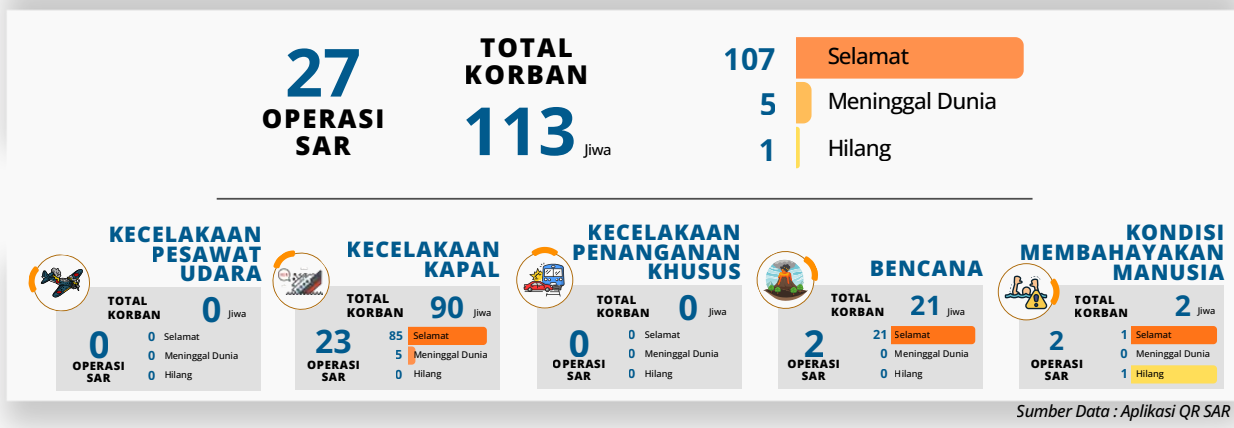 27
OPERASI
SAR
TOTAL
KORBAN
113 Jiwa
107 Selamat
5 Meninggal Dunia
1 Hilang
KECELAKAAN
PESAWAT
UDARA
TOTAL
KORBAN
0 Jiwa
0
OPERASI
SAR
0 Selamat
0 Meninggal Dunia
0 Hilang
KECELAKAAN
KAPAL
TOTAL
KORBAN
90 Jiwa
23
OPERASI
SAR
85 Selamat
5 Meninggal Dunia
0 Hilang
KECELAKAAN
PENANGANAN
KHUSUS
TOTAL
KORBAN
0 Jiwa
0
OPERASI
SAR
0 Selamat
0 Meninggal Dunia
0 Hilang
BENCANA
TOTAL
KORBAN
21 Jiwa
2
OPERASI
SAR
21 Selamat
0 Meninggal Dunia
0 Hilang
KONDISI
MEMBAHAYAKAN
MANUSIA
TOTAL
KORBAN
2 Jiwa
2
OPERASI
SAR
1 Selamat
0 Meninggal Dunia
1 Hilang
Sumber Data : Aplikasi QR SAR